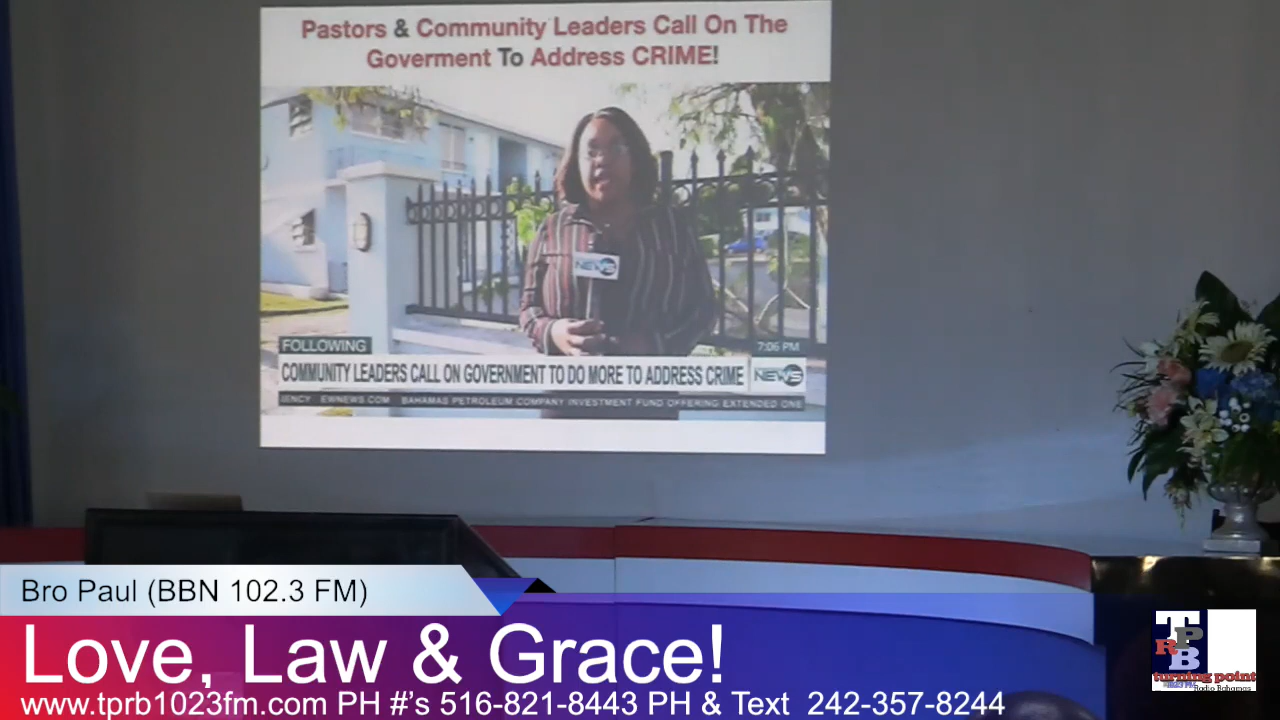 Pastors & Community Leaders Call On The
Goverment To Address CRIME!
NEWS
FOLLOWING
7:06 PM
COMMUNITY LEADERS CALL ON GOVERNMENT TO DO MORE TO ADDRESS CRIME
NEWS
IENCY EWNEWS.COM BAHAMAS PETROLEUM COMPANY INVESTMENT FUND OFFERING EXTENDED ONE
Bro Paul (BBN 102.3 FM)
Love, Law & Grace!
www.tprb1023fm.com PH #'s 516-821-8443 PH & Text 242-357-8244
TPRB
turning point
Radio Bahamas